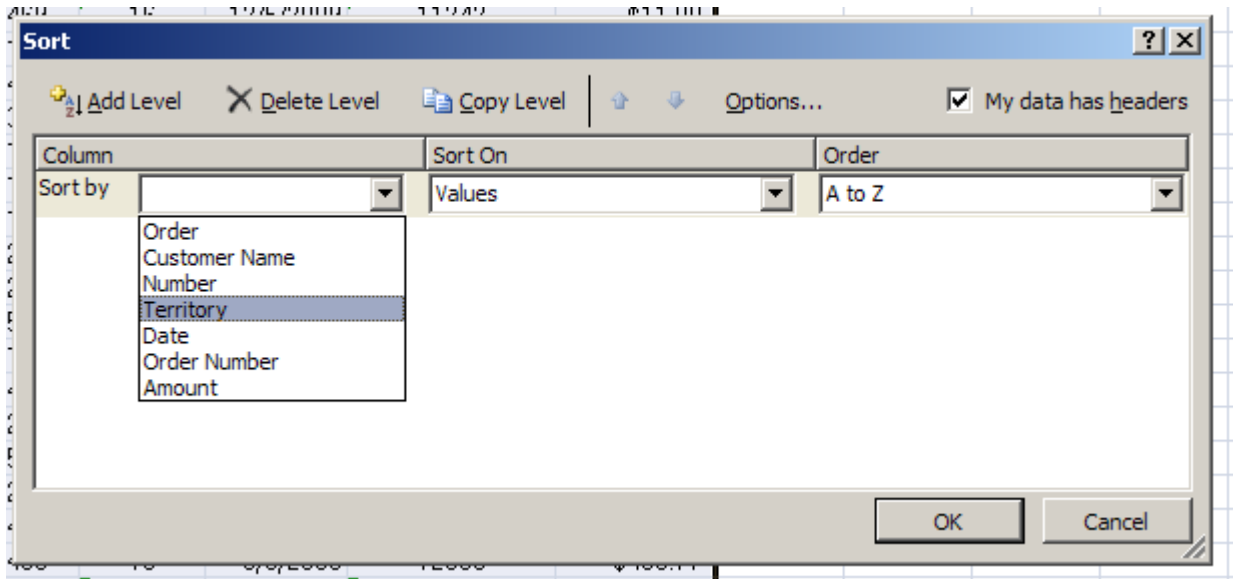 Sort
Add Level Delete Level Copy Level Options... My data has headers
Column Sort On Order
Sort by Values A to Z
Order
Customer Name
Number
Territory
Date
Order Number
Amount
OK Cancel